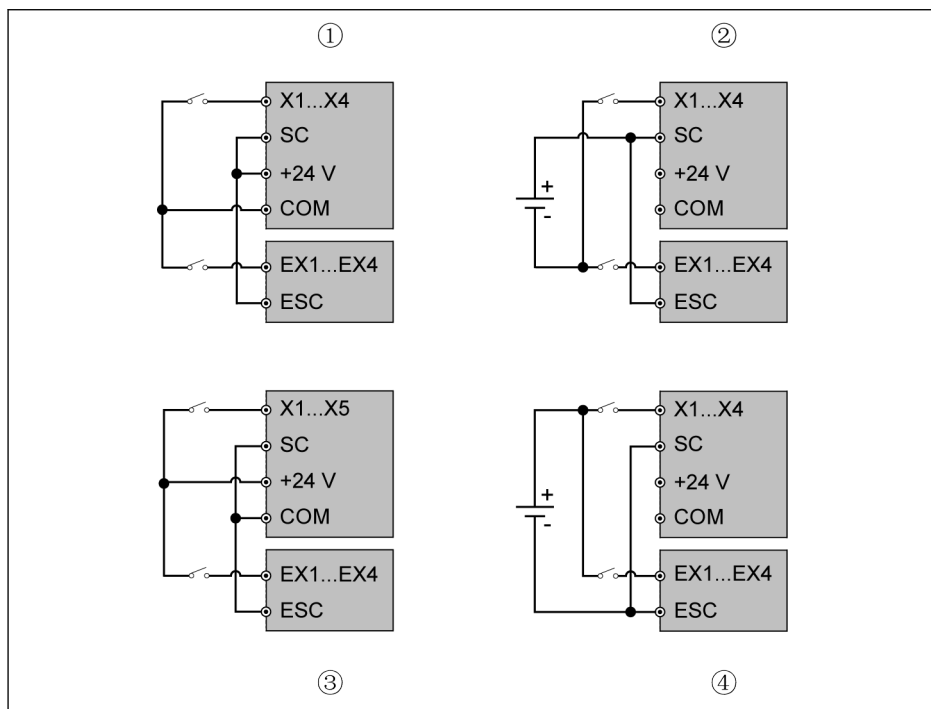 ①
X1...X4
SC
+24 V
COM
EX1...EX4
ESC
②
X1...X4
SC
+24 V
COM
EX1...EX4
ESC
+
-
X1...X5
SC
+24 V
COM
EX1...EX4
ESC
③
X1...X4
SC
+24 V
COM
EX1...EX4
ESC
+
-
④